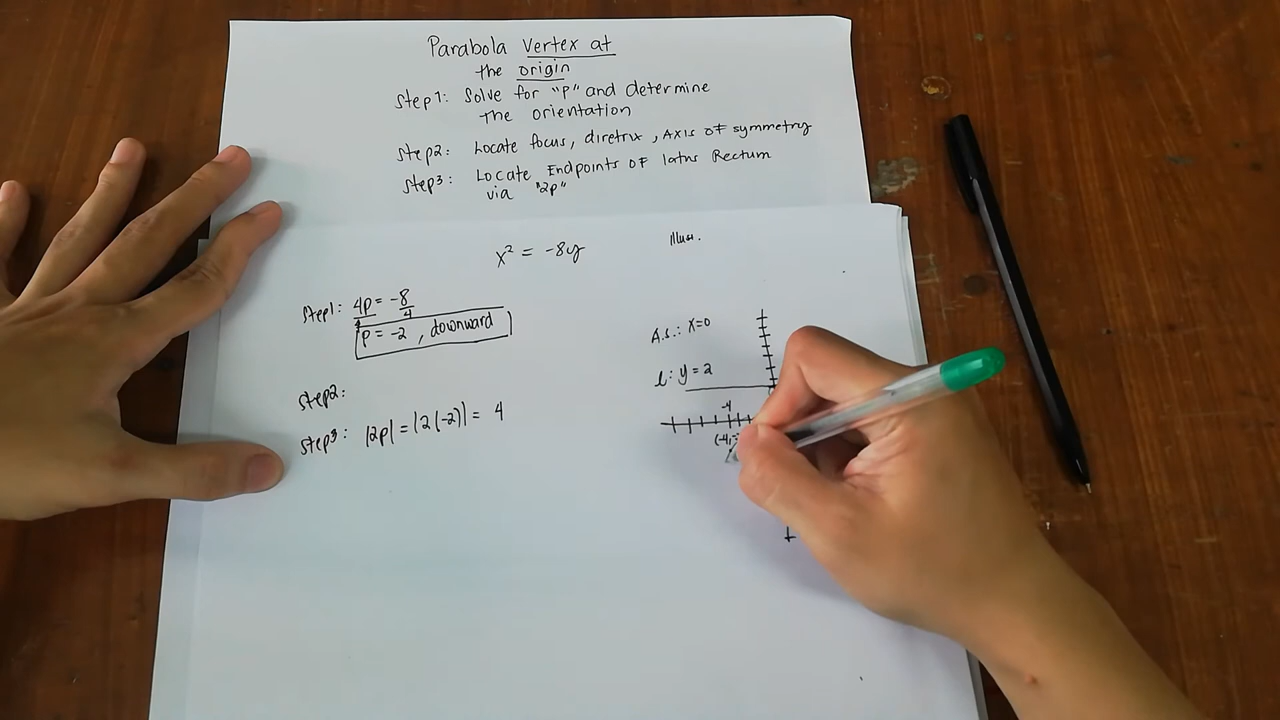 Parabola Vertex at
the origin
Step1: Solve for "p" and determine
the orientation
Step2: Locate focus, diretrix, Axis of symmetry
Step3: Locate Endpoints of latus Rectum
via "2p"
x² = -8y
Illus.
Step1: 4p = -8
4 4
p = -2, downward
A.S.: x=0
l: y = 2
Step2:
Step3: |2p| = |2(-2)| = 4
-4